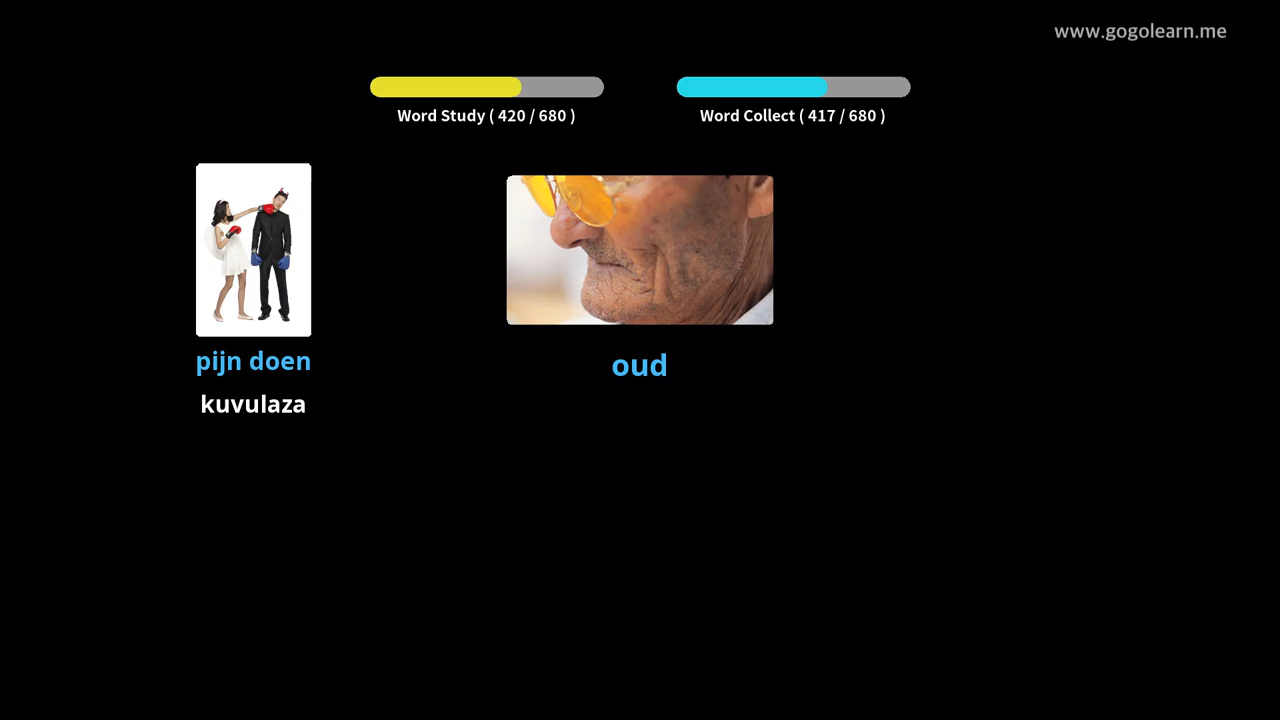 www.gogolearn.me
Word Study ( 420 / 680 )
Word Collect ( 417 / 680 )
pijn doen
kuvulaza
oud